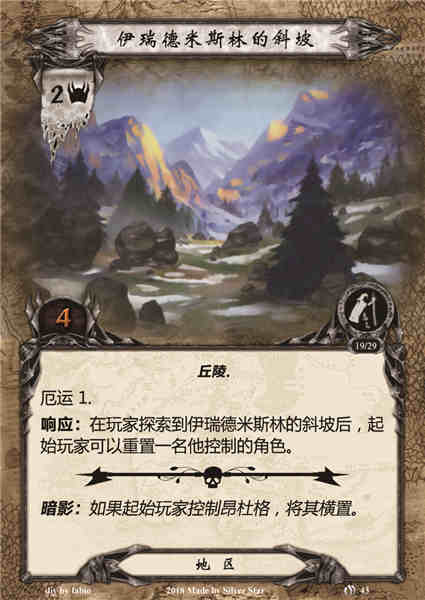 伊瑞德米斯林的斜坡
2
4
19/29
丘陵.
厄运 1.
响应：在玩家探索到伊瑞德米斯林的斜坡后，起
始玩家可以重置一名他控制的角色。
暗影：如果起始玩家控制昂杜格，将其横置。
地区
diy by fabio
2018 Made by Silver Star
43